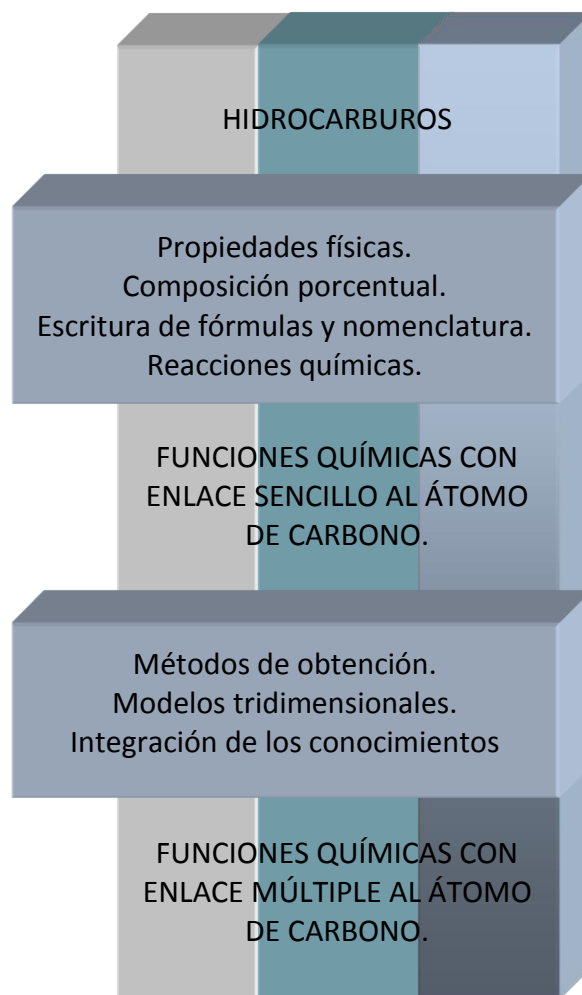 HIDROCARBUROS
Propiedades físicas.
Composición porcentual.
Escritura de fórmulas y nomenclatura.
Reacciones químicas.
FUNCIONES QUÍMICAS CON
ENLACE SENCILLO AL ÁTOMO
DE CARBONO.
Métodos de obtención.
Modelos tridimensionales.
Integración de los conocimientos
FUNCIONES QUÍMICAS CON
ENLACE MÚLTIPLE AL ÁTOMO
DE CARBONO.